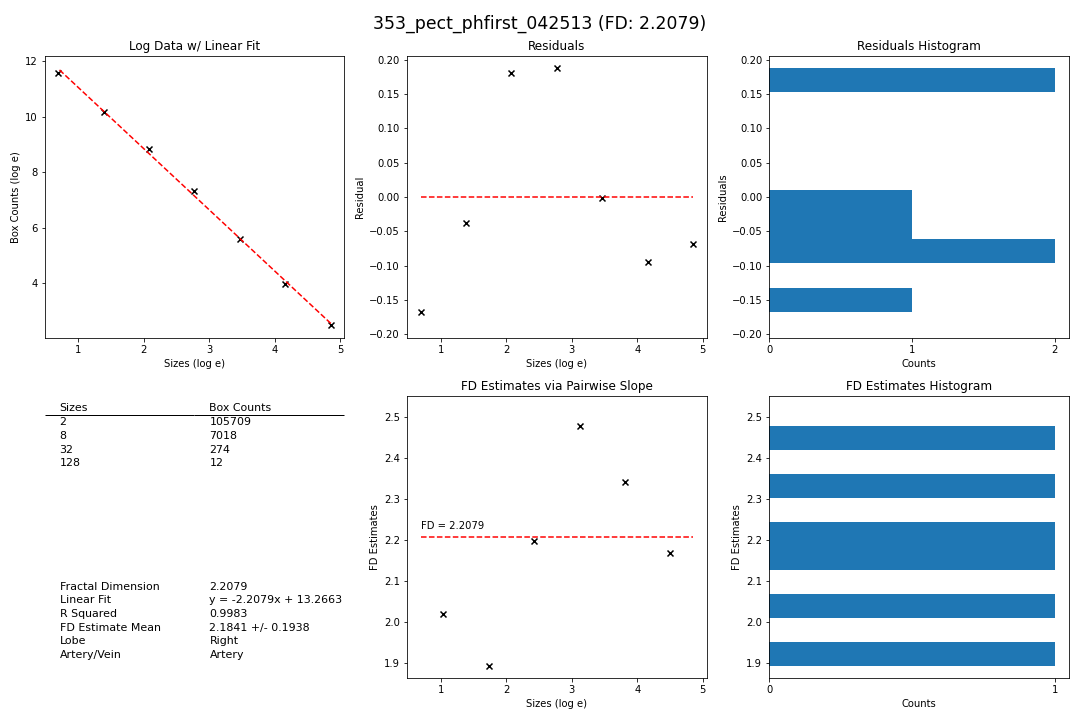 353_pect_phfirst_042513 (FD: 2.2079)
Log Data w/ Linear Fit
Box Counts (log e)
12
10
8
6
4
1 2 3 4 5
Sizes (log e)
Residuals
Residual
0.20
0.15
0.10
0.05
0.00
−0.05
−0.10
−0.15
−0.20
1 2 3 4 5
Sizes (log e)
Residuals Histogram
Residuals
0.20
0.15
0.10
0.05
0.00
−0.05
−0.10
−0.15
−0.20
0 1 2
Counts
Sizes Box Counts
2 105709
8 7018
32 274
128 12
Fractal Dimension 2.2079
Linear Fit y = -2.2079x + 13.2663
R Squared 0.9983
FD Estimate Mean 2.1841 +/- 0.1938
Lobe Right
Artery/Vein Artery
FD Estimates via Pairwise Slope
FD Estimates
2.5
2.4
2.3
2.2
2.1
2.0
1.9
FD = 2.2079
1 2 3 4 5
Sizes (log e)
FD Estimates Histogram
FD Estimates
2.5
2.4
2.3
2.2
2.1
2.0
1.9
0 1
Counts